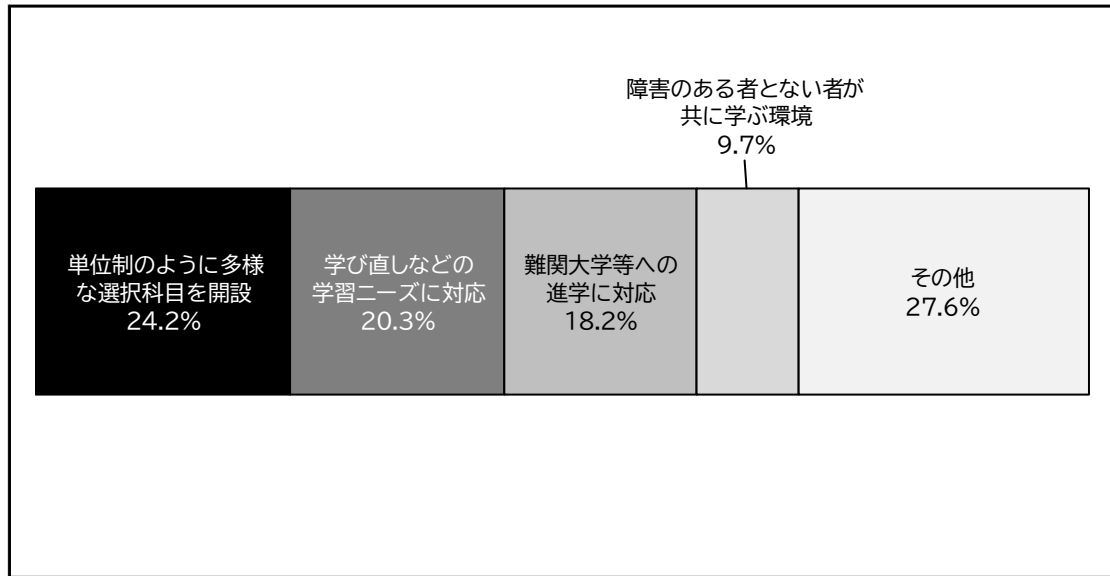 障害のある者とない者が
共に学ぶ環境
9.7%
単位制のように多様
な選択科目を開設
24.2%
学び直しなどの
学習ニーズに対応
20.3%
難関大学等への
進学に対応
18.2%
その他
27.6%